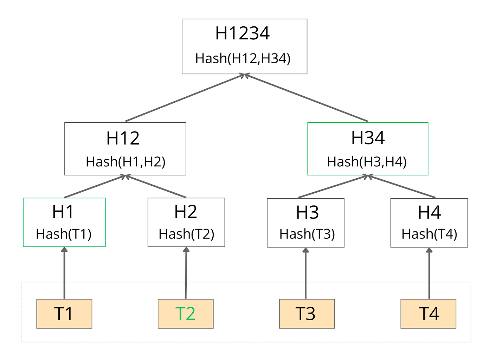 H1234
Hash(H12,H34)
H12
Hash(H1,H2)
H34
Hash(H3,H4)
H1
Hash(T1)
H2
Hash(T2)
H3
Hash(T3)
H4
Hash(T4)
T1
T2
T3
T4